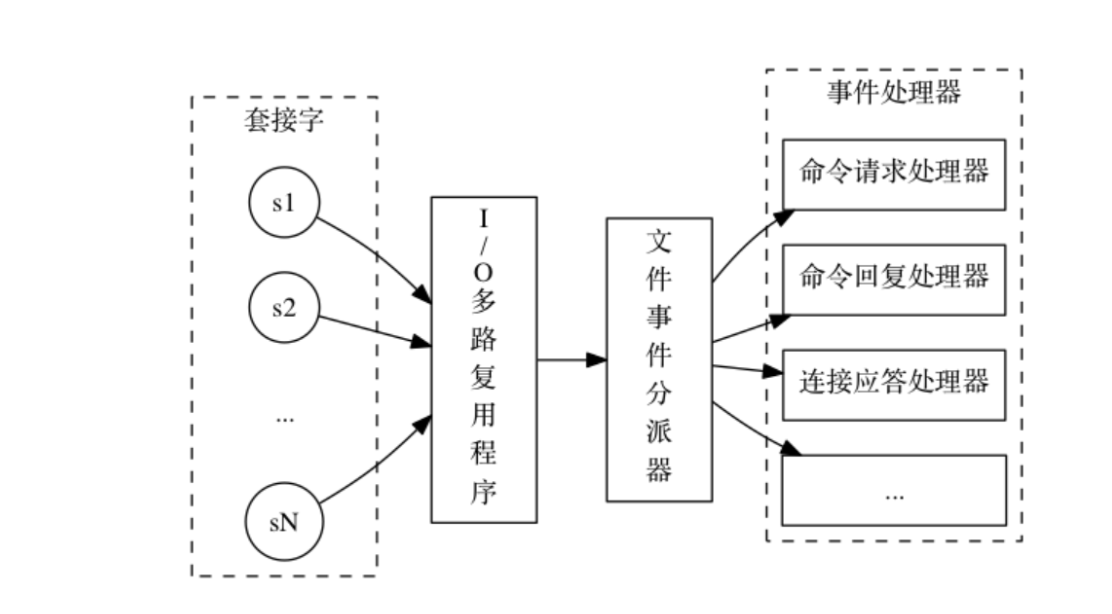 套接字
s1
s2
...
sN
I/O多路复用程序
文件事件分派器
事件处理器
命令请求处理器
命令回复处理器
连接应答处理器
...